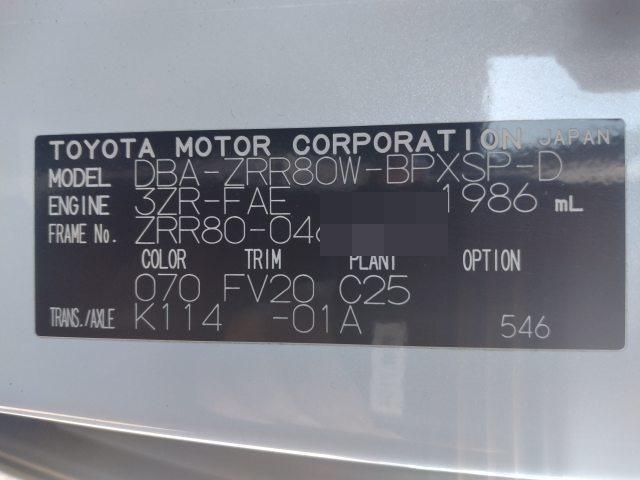 TOYOTA MOTOR CORPORATION JAPAN
MODEL DBA-ZRR80W-BPXSP-D
ENGINE 3ZR-FAE 1986 mL
FRAME No. ZRR80-046
COLOR TRIM PLANT OPTION
070 FV20 C25
TRANS./AXLE K114 -01A 546